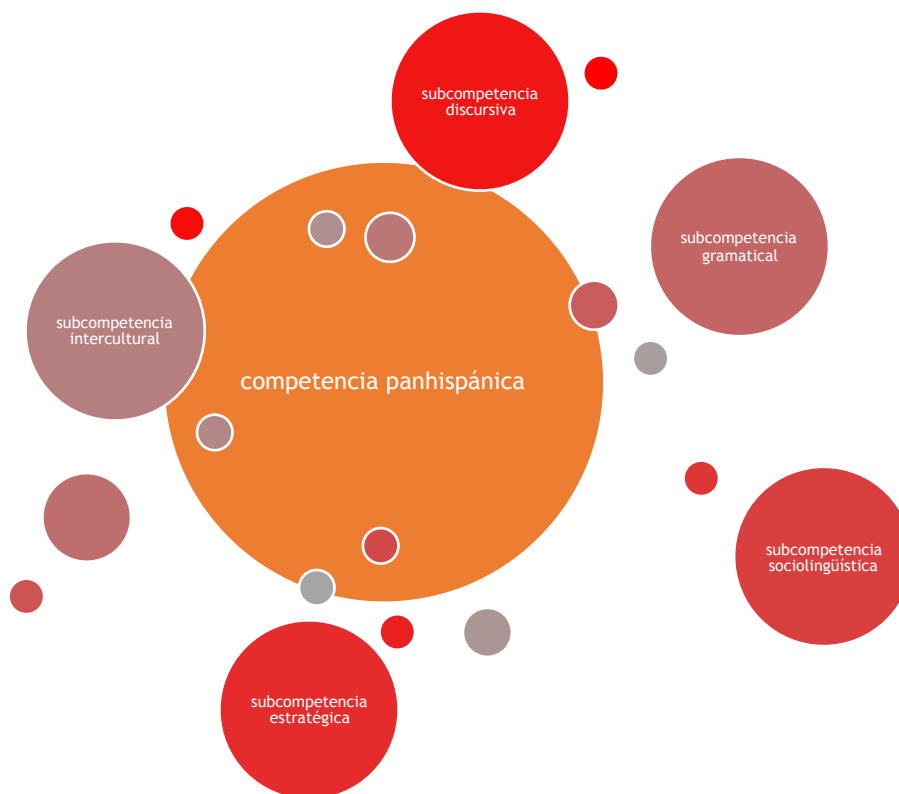 subcompetencia
discursiva
subcompetencia
gramatical
subcompetencia
intercultural
competencia panhispánica
subcompetencia
sociolingüística
subcompetencia
estratégica